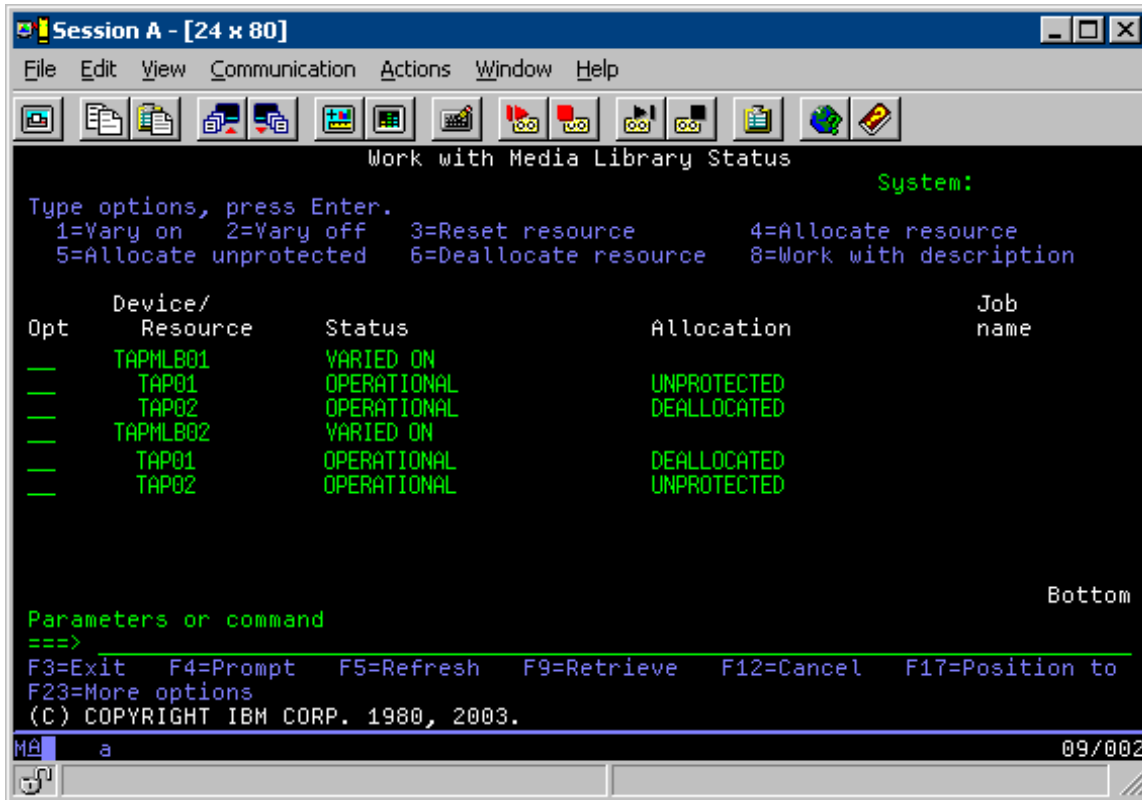 Session A - [24 x 80]
File Edit View Communication Actions Window Help
Work with Media Library Status
System:
Type options, press Enter.
1=Vary on 2=Vary off 3=Reset resource 4=Allocate resource
5=Allocate unprotected 6=Deallocate resource 8=Work with description
Device/ Job
Opt Resource Status Allocation name
TAPMLB01 VARIED ON
TAP01 OPERATIONAL UNPROTECTED
TAP02 OPERATIONAL DEALLOCATED
TAPMLB02 VARIED ON
TAP01 OPERATIONAL DEALLOCATED
TAP02 OPERATIONAL UNPROTECTED
Bottom
Parameters or command
===>
F3=Exit F4=Prompt F5=Refresh F9=Retrieve F12=Cancel F17=Position to
F23=More options
(C) COPYRIGHT IBM CORP. 1980, 2003.
MA a 09/002